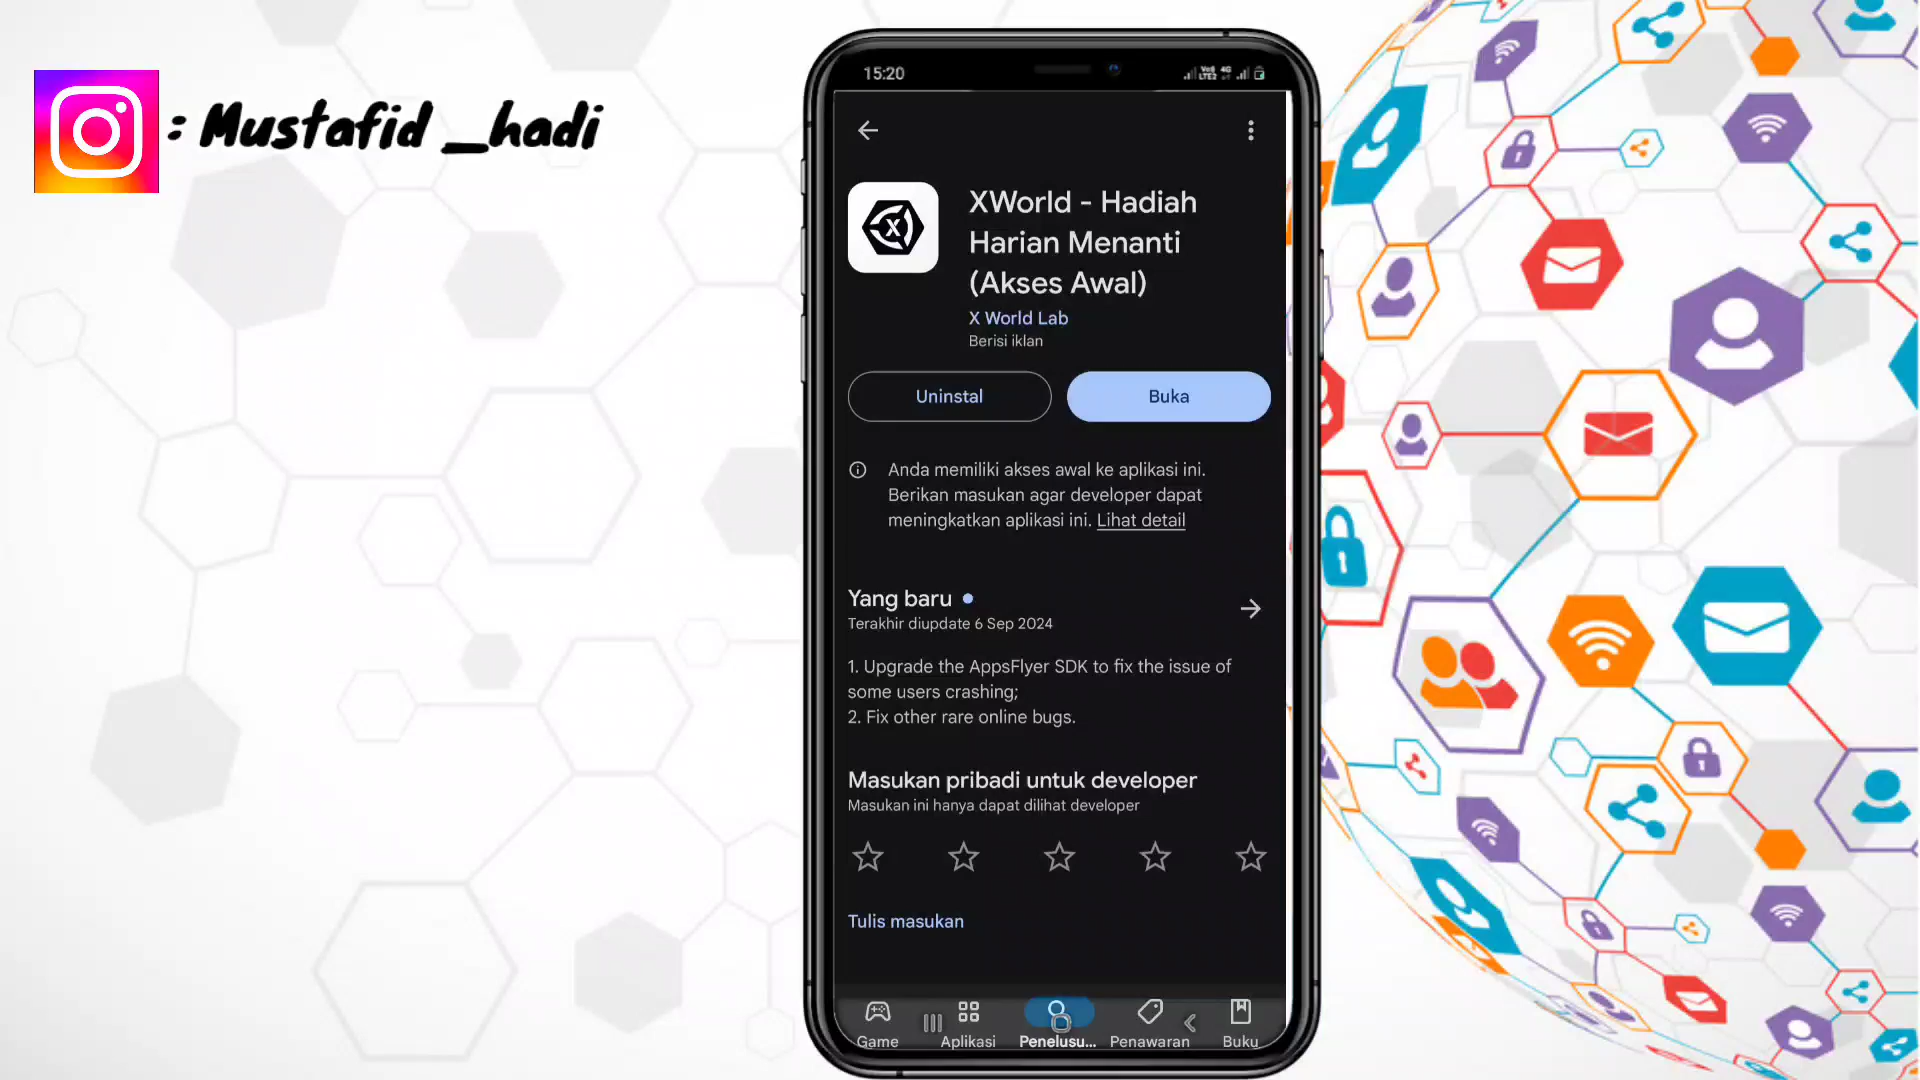 : Mustafid _hadi
15:20
Vo8 4G
LTE2
XWorld - Hadiah
Harian Menanti
(Akses Awal)
X World Lab
Berisi iklan
Uninstal
Buka
Anda memiliki akses awal ke aplikasi ini.
Berikan masukan agar developer dapat
meningkatkan aplikasi ini. Lihat detail
Yang baru
Terakhir diupdate 6 Sep 2024
1. Upgrade the AppsFlyer SDK to fix the issue of
some users crashing;
2. Fix other rare online bugs.
Masukan pribadi untuk developer
Masukan ini hanya dapat dilihat developer
Tulis masukan
Game
Aplikasi
Penelusu...
Penawaran
Buku